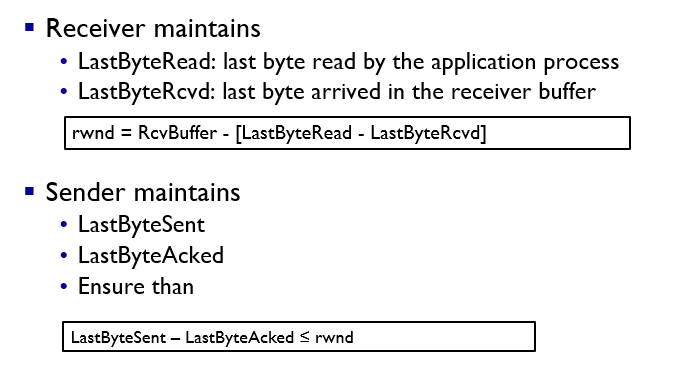 ▪ Receiver maintains
• LastByteRead: last byte read by the application process
• LastByteRcvd: last byte arrived in the receiver buffer
rwnd = RcvBuffer - [LastByteRead - LastByteRcvd]
▪ Sender maintains
• LastByteSent
• LastByteAcked
• Ensure than
LastByteSent – LastByteAcked ≤ rwnd